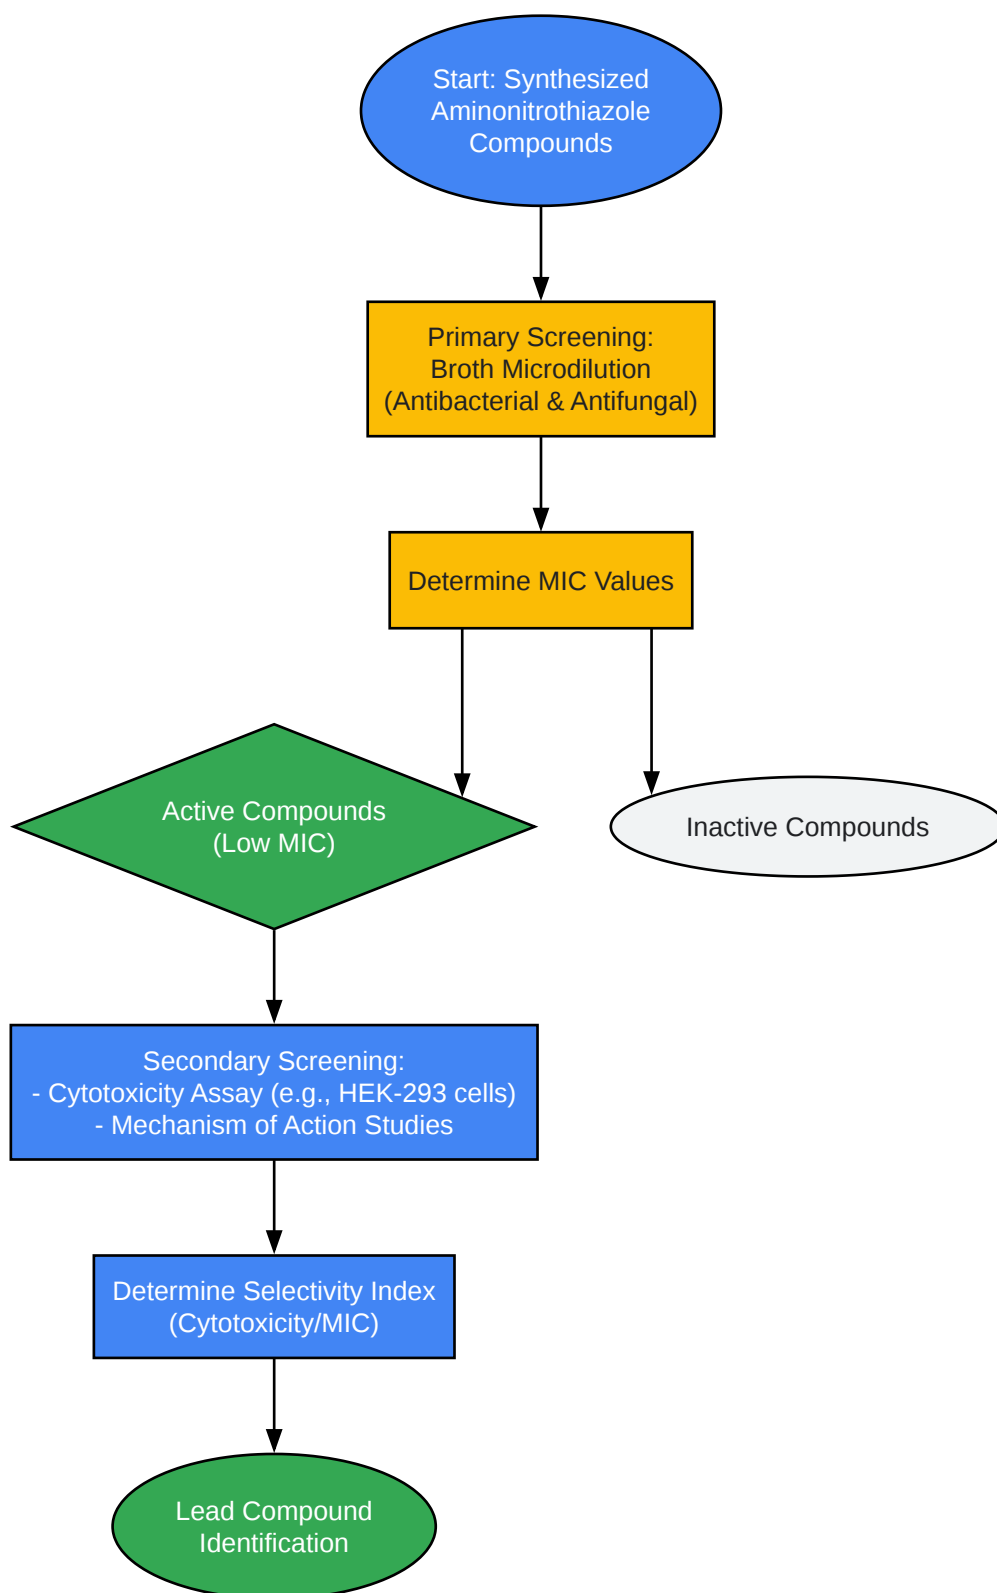 Start: Synthesized
Aminonitrothiazole
Compounds
Primary Screening:
Broth Microdilution
(Antibacterial & Antifungal)
Determine MIC Values
Active Compounds
(Low MIC)
Inactive Compounds
Secondary Screening:
- Cytotoxicity Assay (e.g., HEK-293 cells)
- Mechanism of Action Studies
Determine Selectivity Index
(Cytotoxicity/MIC)
Lead Compound
Identification